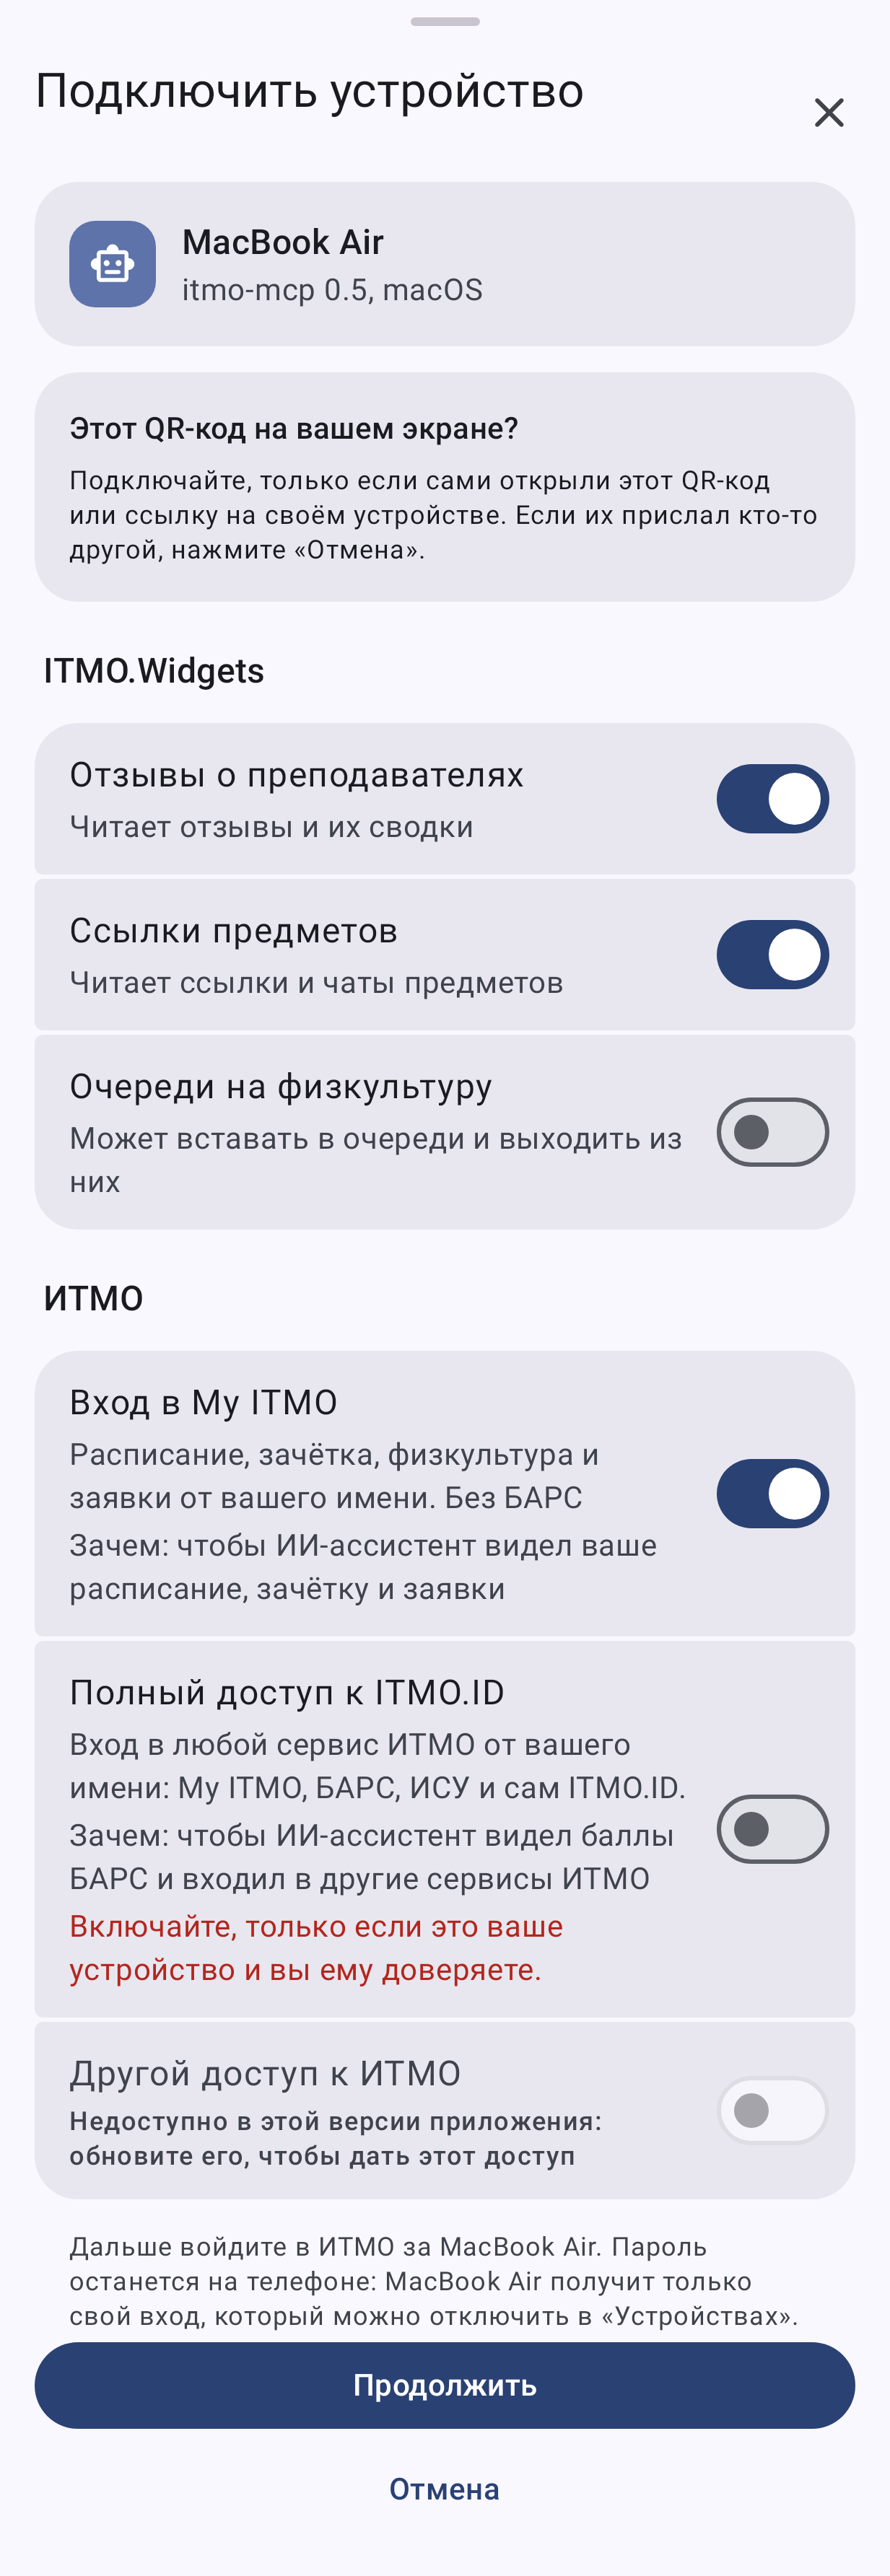 Подключить устройство
MacBook Air
itmo-mcp 0.5, macOS
Этот QR-код на вашем экране?
Подключайте, только если сами открыли этот QR-код
или ссылку на своём устройстве. Если их прислал кто-то
другой, нажмите «Отмена».
ITMO.Widgets
Отзывы о преподавателях
Читает отзывы и их сводки
Ссылки предметов
Читает ссылки и чаты предметов
Очереди на физкультуру
Может вставать в очереди и выходить из
них
ИТМО
Вход в My ITMO
Расписание, зачётка, физкультура и
заявки от вашего имени. Без БАРС
Зачем: чтобы ИИ-ассистент видел ваше
расписание, зачётку и заявки
Полный доступ к ITMO.ID
Вход в любой сервис ИТМО от вашего
имени: My ITMO, БАРС, ИСУ и сам ITMO.ID.
Зачем: чтобы ИИ-ассистент видел баллы
БАРС и входил в другие сервисы ИТМО
Включайте, только если это ваше
устройство и вы ему доверяете.
Другой доступ к ИТМО
Недоступно в этой версии приложения:
обновите его, чтобы дать этот доступ
Дальше войдите в ИТМО за MacBook Air. Пароль
останется на телефоне: MacBook Air получит только
свой вход, который можно отключить в «Устройствах».
Продолжить
Отмена